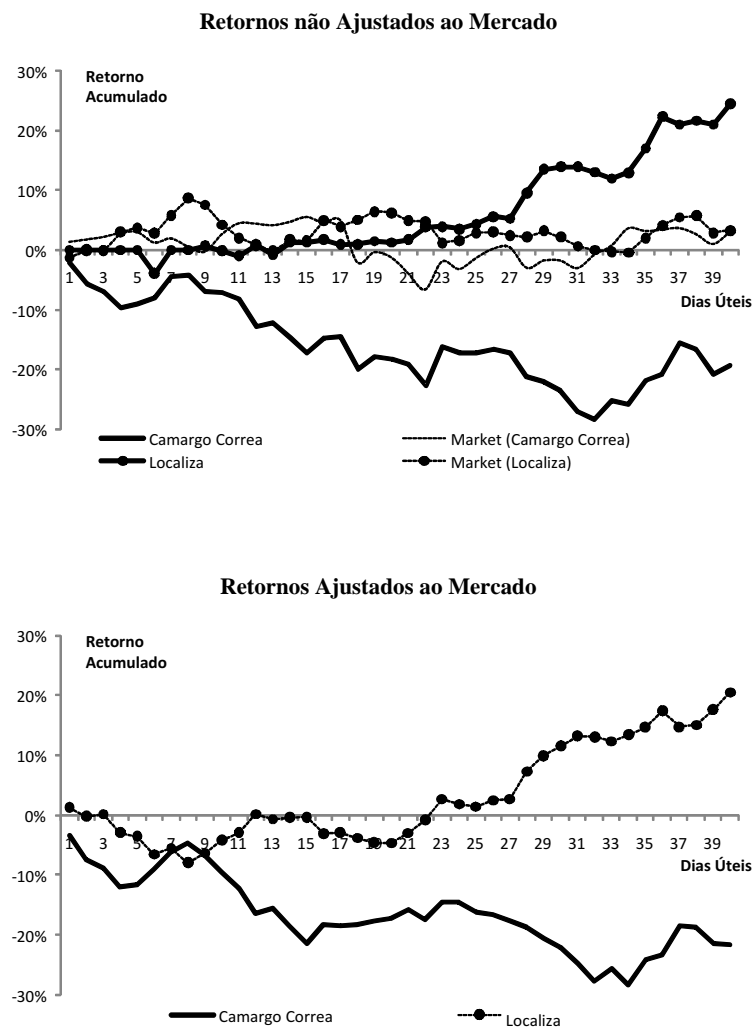 Retornos não Ajustados ao Mercado
30%
Retorno
Acumulado
20%
10%
0%
1 3 5 7 9 11 13 15 17 19 21 23 25 27 29 31 33 35 37 39
-10%
Dias Úteis
-20%
-30%
Camargo Correa
Market (Camargo Correa)
Localiza
Market (Localiza)
Retornos Ajustados ao Mercado
30%
Retorno
Acumulado
20%
10%
0%
1 3 5 7 9 11 13 15 17 19 21 23 25 27 29 31 33 35 37 39
Dias Úteis
-10%
-20%
-30%
Camargo Correa
Localiza